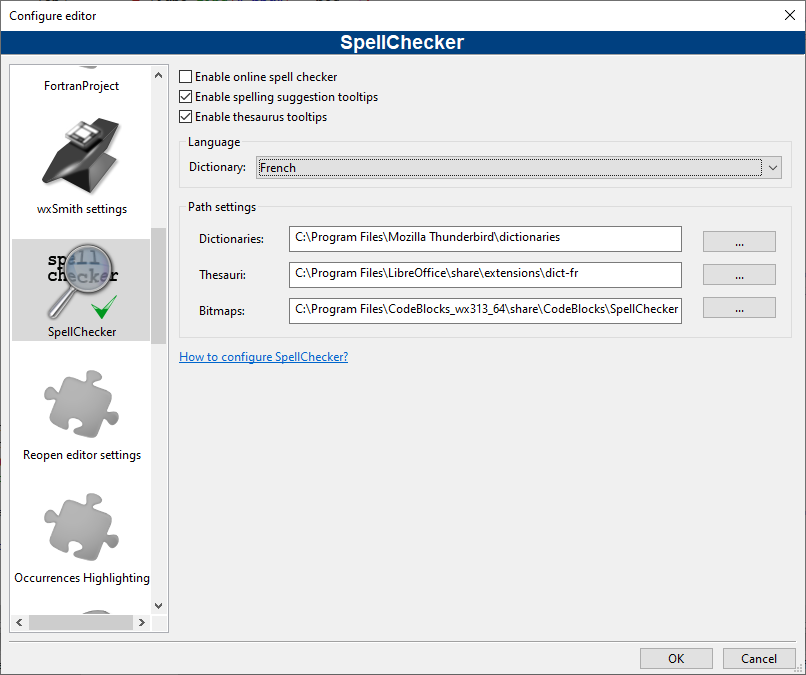 Configure editor
SpellChecker
FortranProject
wxSmith settings
spell
checker
SpellChecker
Reopen editor settings
Occurrences Highlighting
Enable online spell checker
Enable spelling suggestion tooltips
Enable thesaurus tooltips
Language
Dictionary: French
Path settings
Dictionaries: C:\Program Files\Mozilla Thunderbird\dictionaries ...
Thesauri: C:\Program Files\LibreOffice\share\extensions\dict-fr ...
Bitmaps: C:\Program Files\CodeBlocks_wx313_64\share\CodeBlocks\SpellChecker ...
How to configure SpellChecker?
OK Cancel